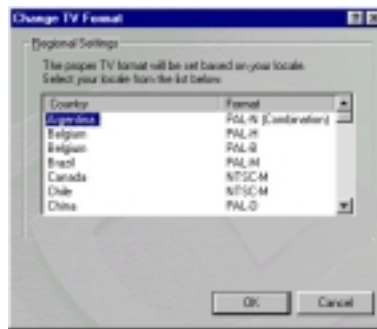 Change TV Format
Regional Settings
The proper TV format will be set based on your locale.
Select your locale from the list below.
Country Format
Argentina PAL-N (Combination)
Belgium PAL-H
Belgium PAL-B
Brazil PAL-M
Canada NTSC-M
Chile NTSC-M
China PAL-D
OK Cancel